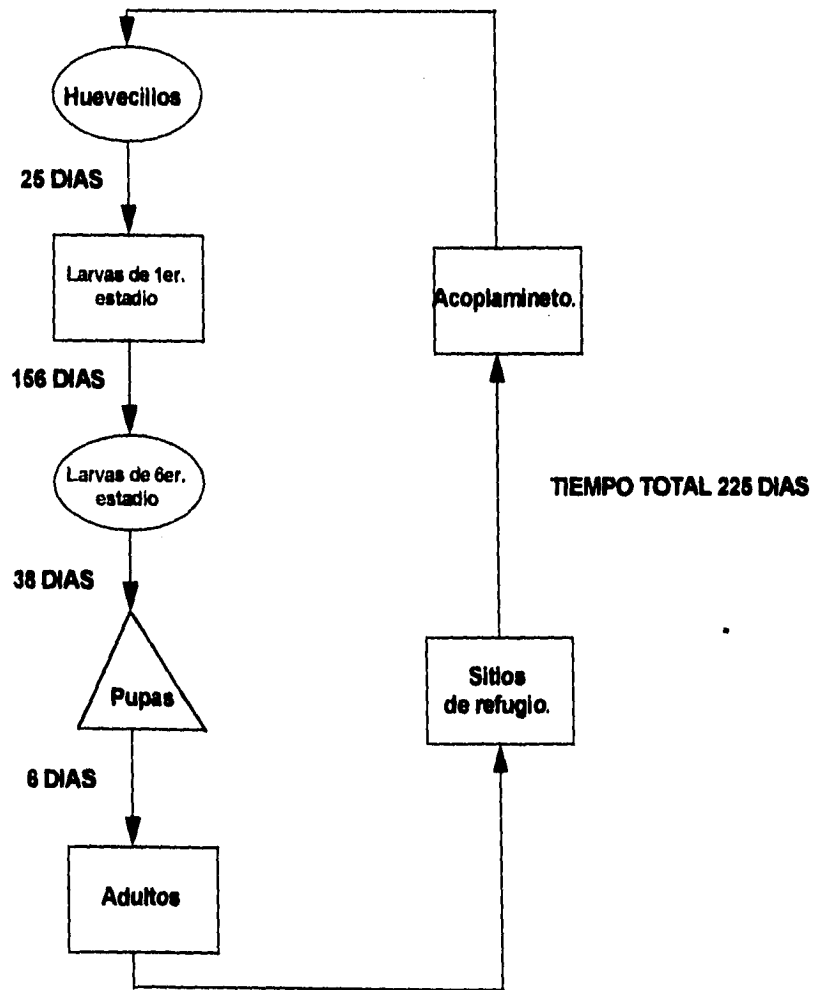 Huevecillos
25 DIAS
Larvas de 1er.
estadio
156 DIAS
Larvas de 6er.
estadio
38 DIAS
Pupas
6 DIAS
Adultos
Sitios
de refugio.
Acoplamineto.
TIEMPO TOTAL 225 DIAS